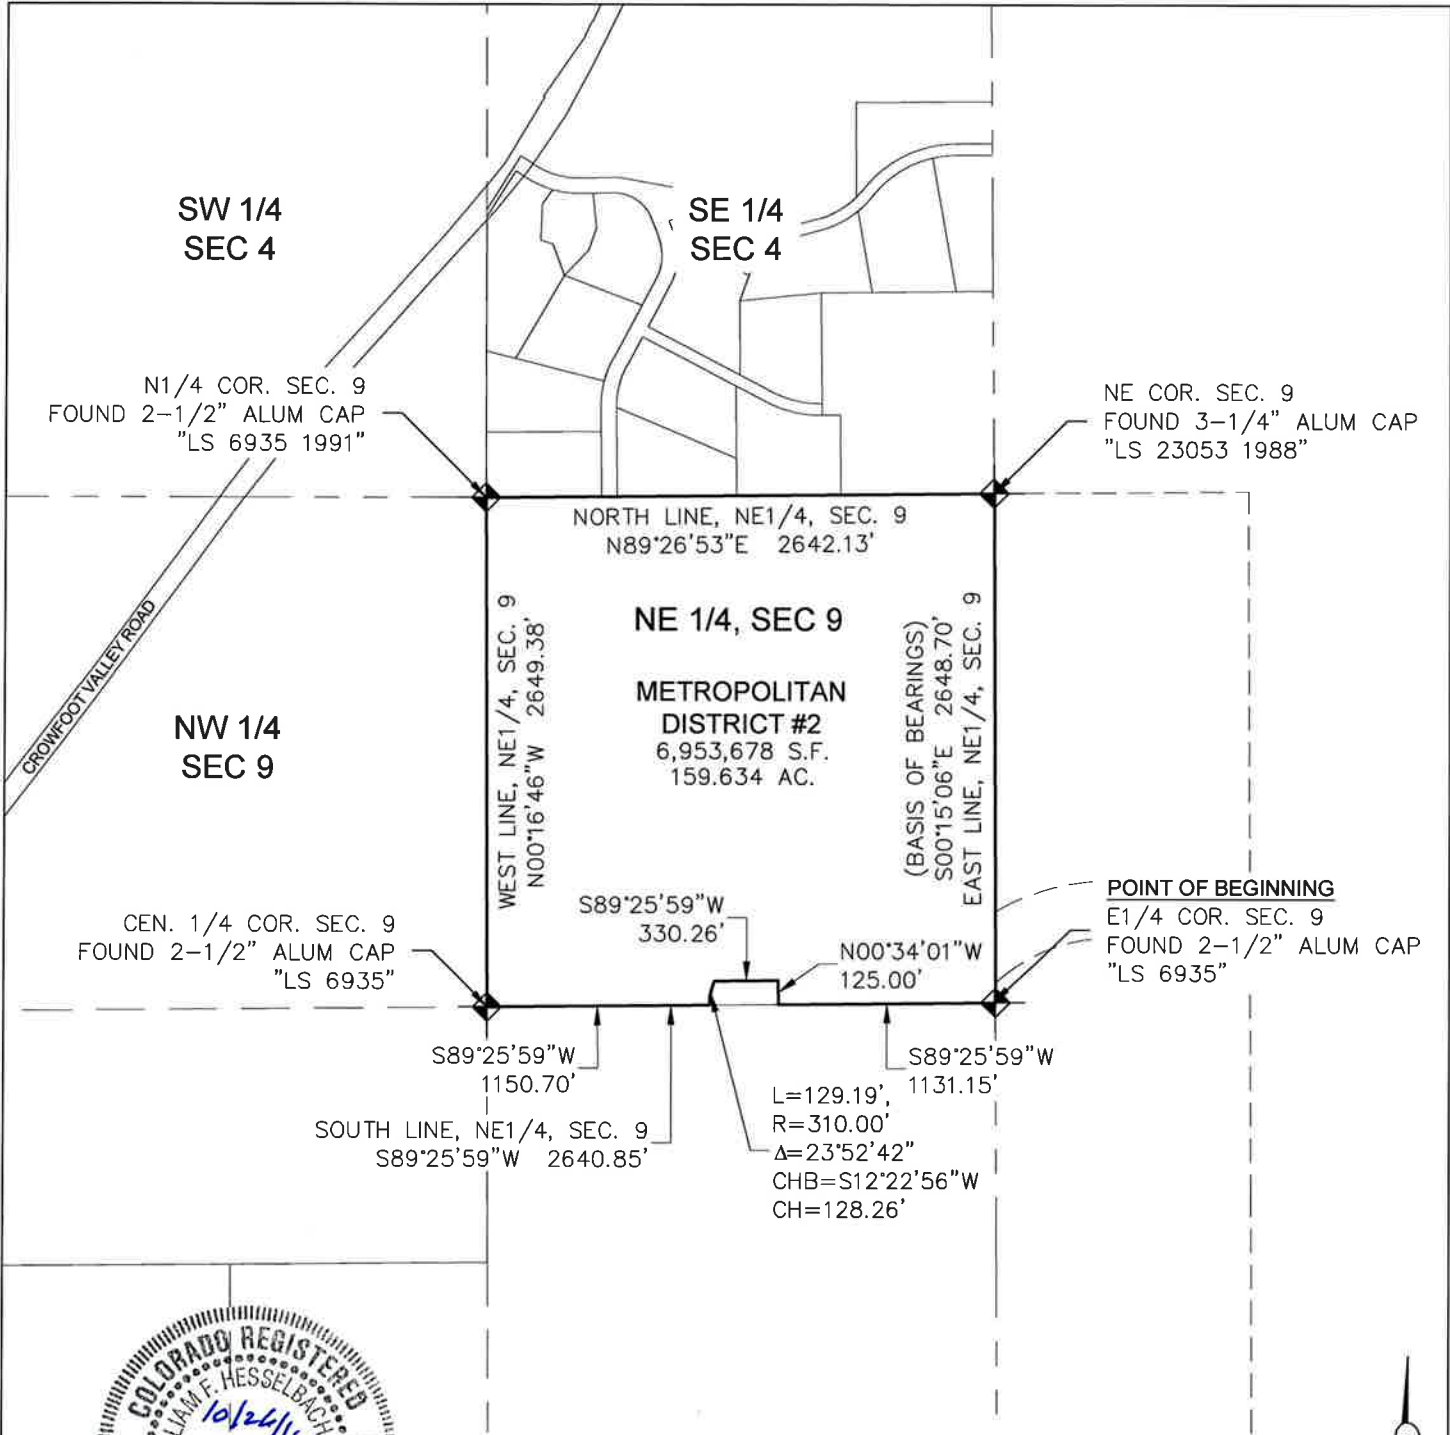 SW 1/4
SEC 4
SE 1/4
SEC 4
N1/4 COR. SEC. 9
FOUND 2-1/2" ALUM CAP
"LS 6935 1991"
NE COR. SEC. 9
FOUND 3-1/4" ALUM CAP
"LS 23053 1988"
NORTH LINE, NE1/4, SEC. 9
N89°26'53"E 2642.13'
CROWFOOT VALLEY ROAD
NW 1/4
SEC 9
WEST LINE, NE1/4, SEC. 9
N00°16'46"W 2649.38'
NE 1/4, SEC 9
METROPOLITAN
DISTRICT #2
6,953,678 S.F.
159.634 AC.
(BASIS OF BEARINGS)
S00°15'06"E 2648.70'
EAST LINE, NE1/4, SEC. 9
CEN. 1/4 COR. SEC. 9
FOUND 2-1/2" ALUM CAP
"LS 6935"
S89°25'59"W
330.26'
N00°34'01"W
125.00'
POINT OF BEGINNING
E1/4 COR. SEC. 9
FOUND 2-1/2" ALUM CAP
"LS 6935"
S89°25'59"W
1150.70'
SOUTH LINE, NE1/4, SEC. 9
S89°25'59"W 2640.85'
L=129.19',
R=310.00'
Δ=23°52'42"
CHB=S12°22'56"W
CH=128.26'
S89°25'59"W
1131.15'
COLORADO REGISTERED
F. HESSELBACH